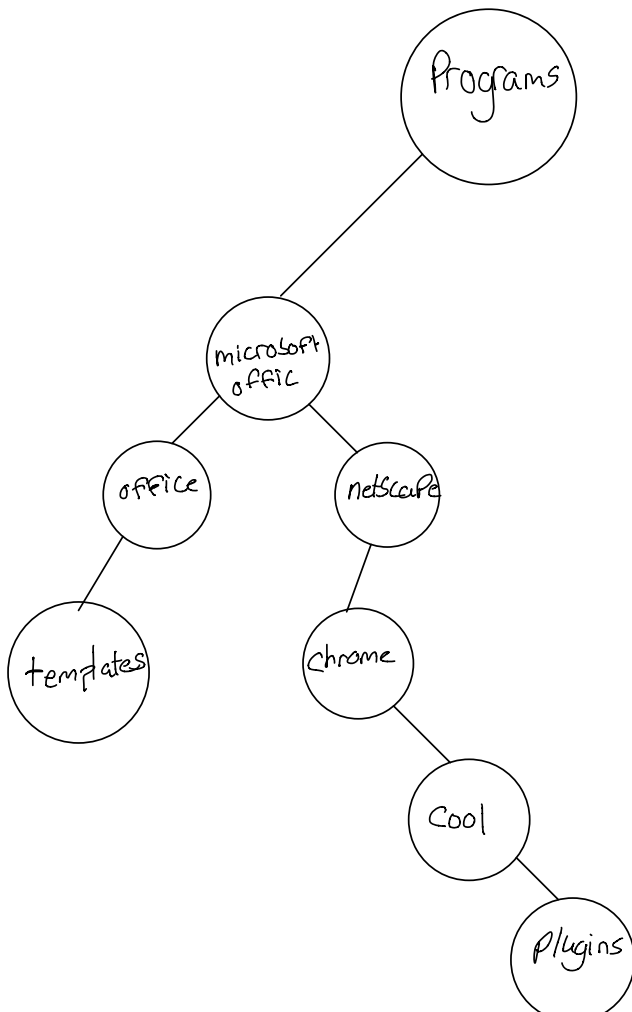 Programs
microsoft
offic
office
netscape
templates
chrome
Cool
Plugins